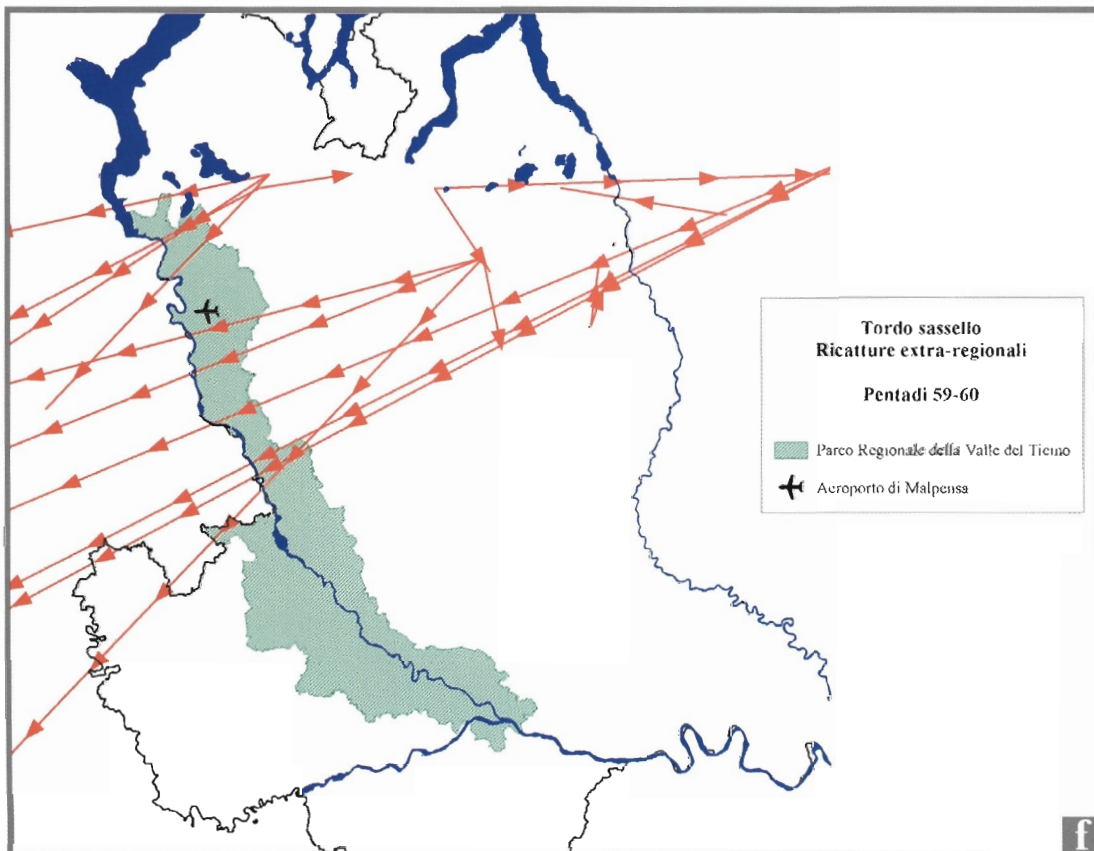 Tordo sassello
Ricatture extra-regionali
Pentadi 59-60
Parco Regionale della Valle del Ticino
Aeroporto di Malpensa
f